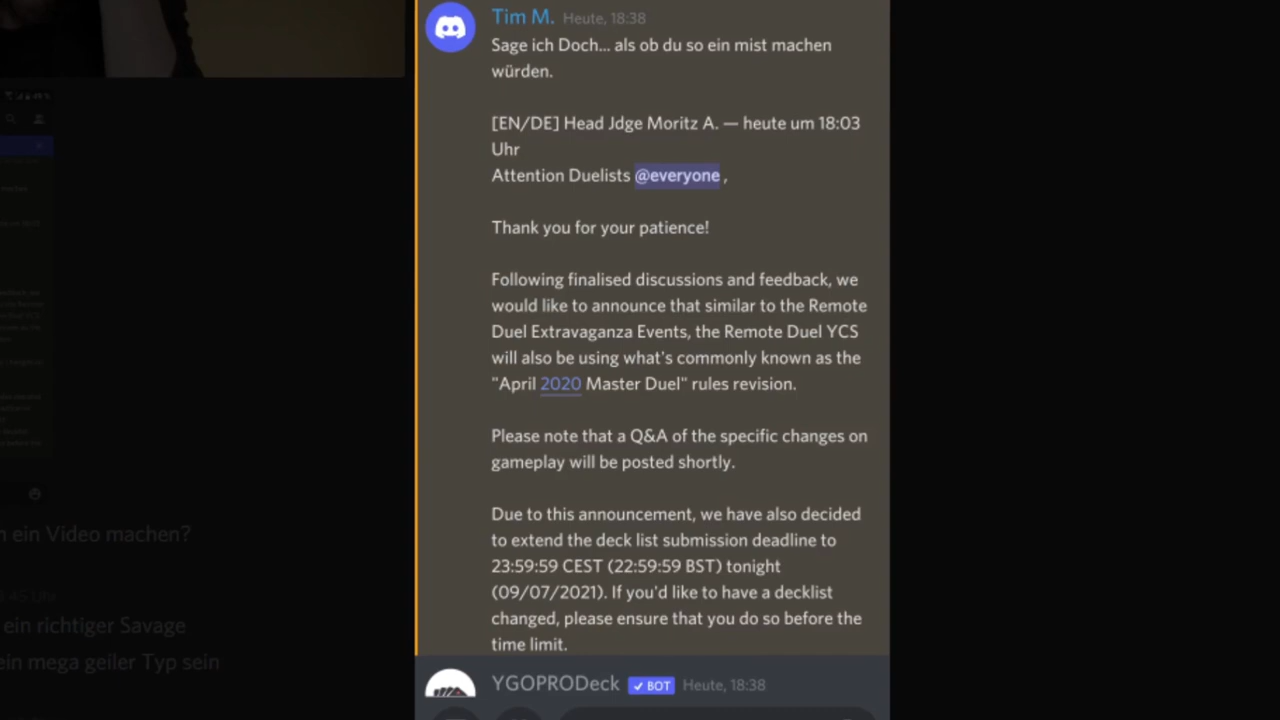 Tim M. Heute, 18:38
Sage ich Doch... als ob du so ein mist machen
würden.
[EN/DE] Head Jdge Moritz A. — heute um 18:03
Uhr
Attention Duelists @everyone ,
Thank you for your patience!
Following finalised discussions and feedback, we
would like to announce that similar to the Remote
Duel Extravaganza Events, the Remote Duel YCS
will also be using what's commonly known as the
"April 2020 Master Duel" rules revision.
Please note that a Q&A of the specific changes on
gameplay will be posted shortly.
Due to this announcement, we have also decided
to extend the deck list submission deadline to
23:59:59 CEST (22:59:59 BST) tonight
(09/07/2021). If you'd like to have a decklist
changed, please ensure that you do so before the
time limit.
YGOPRODeck BOT Heute, 18:38
ein Video machen?
ein richtiger Savage
ein mega geiler Typ sein